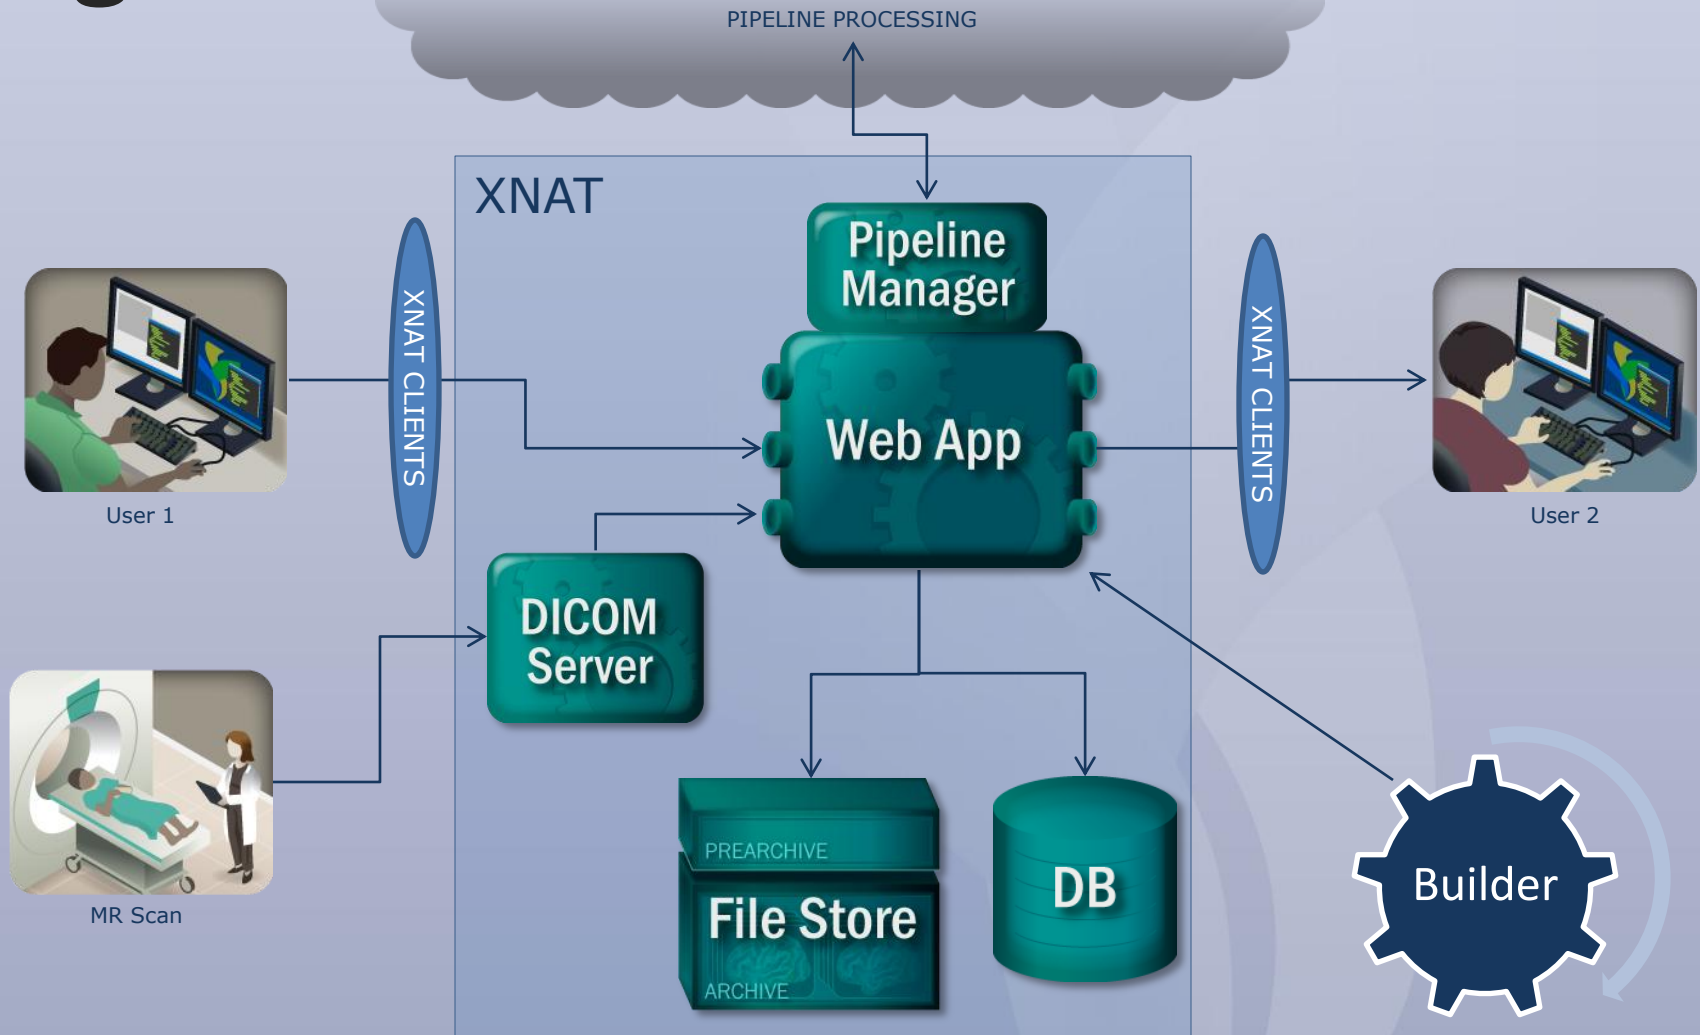 PIPELINE PROCESSING
XNAT
Pipeline
Manager
XNAT CLIENTS
Web App
XNAT CLIENTS
User 1
User 2
DICOM
Server
MR Scan
PREARCHIVE
File Store
ARCHIVE
DB
Builder